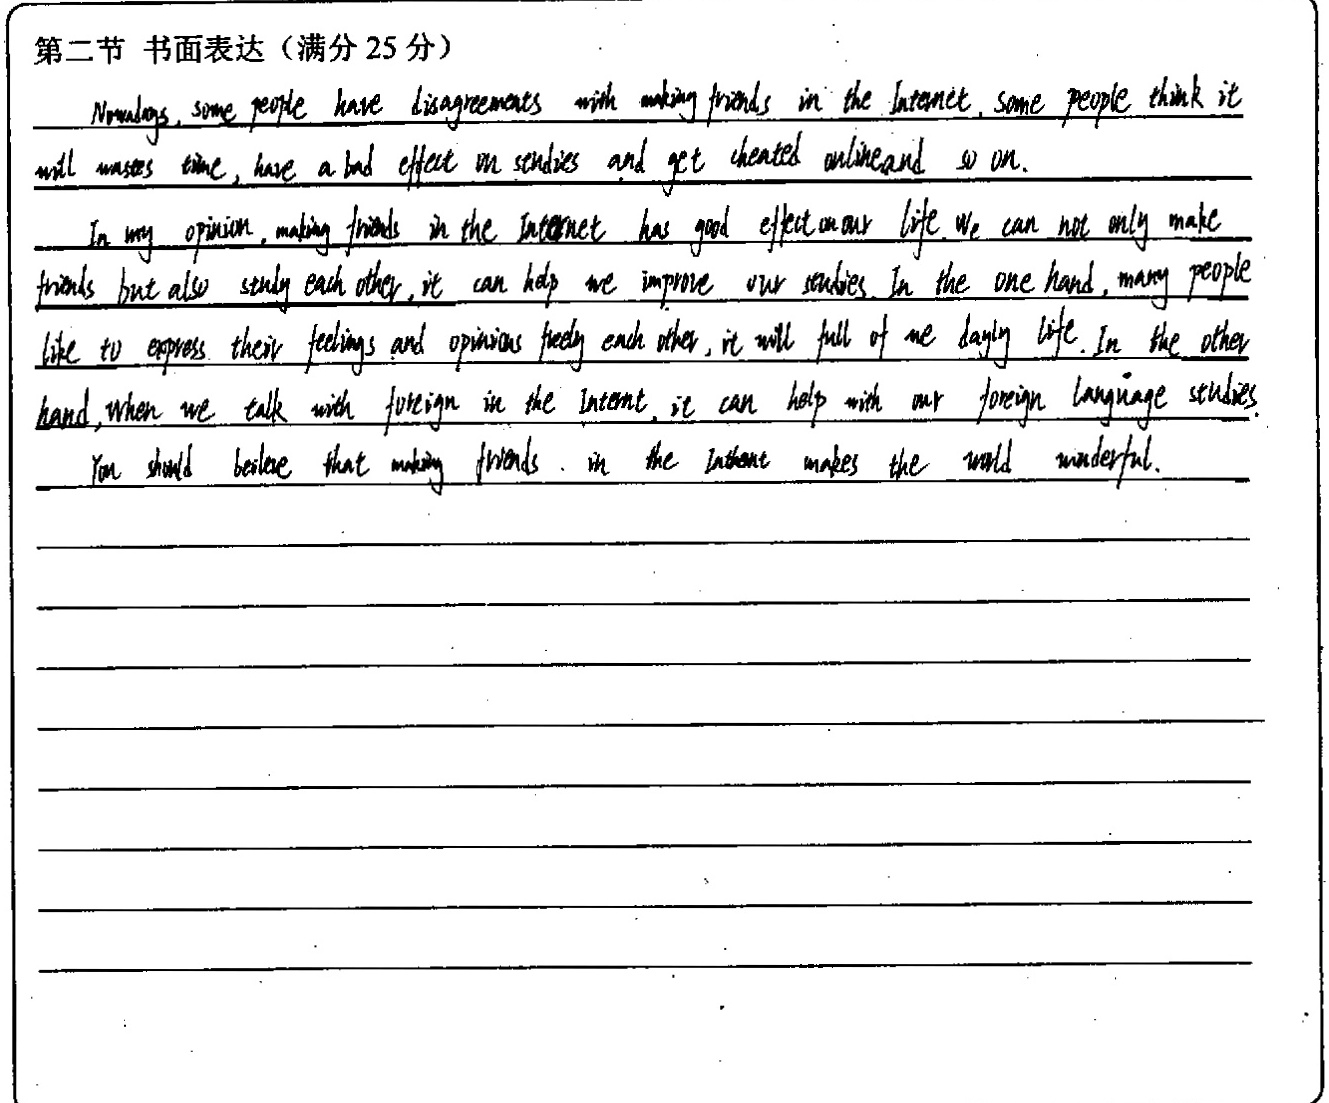 第二节 书面表达（满分 25 分）
Nowadays, some people have disagreements with making friends in the Internet, some people think it
will wastes time, have a bad effect on studies and get cheated online and so on.
In my opinion, making friends in the Internet has good effect on our life. We can not only make
friends but also study each other, it can help we improve our studies. In the one hand, many people
like to express their feelings and opinions freely each other, it will full of me dayly life. In the other
hand, when we talk with foreign in the Internt, it can help with our foreign language studies.
You should beileve that making friends in the makes the world winderful.